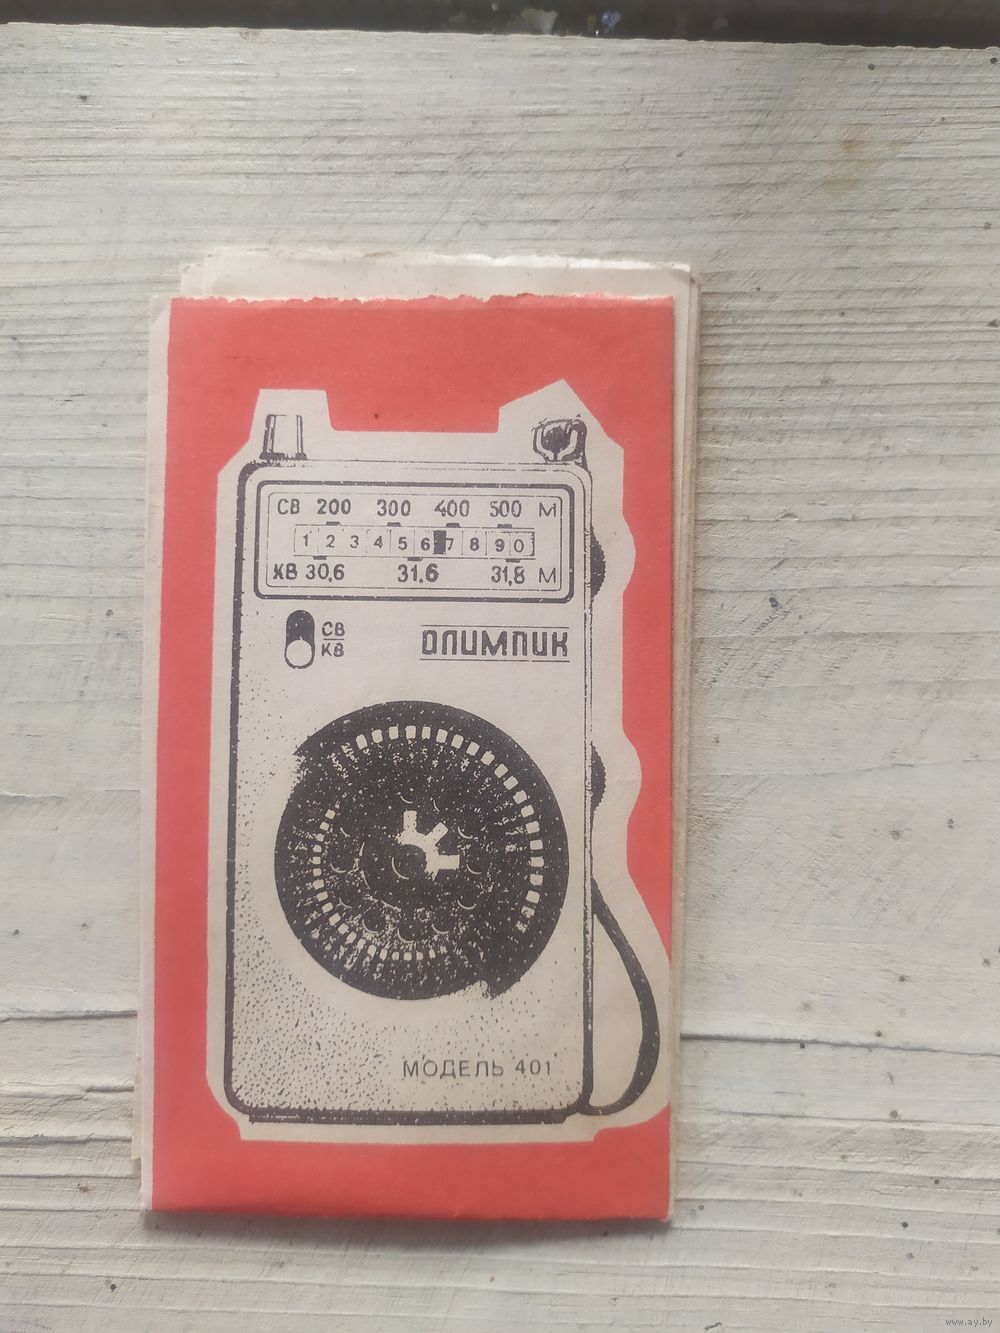 СВ 200 300 400 500 М
1 2 3 4 5 6 7 8 9 0
КВ 30,6 31,6 31,8 М
СВ
КВ
ОЛИМПИК
МОДЕЛЬ 401
www.ay.by